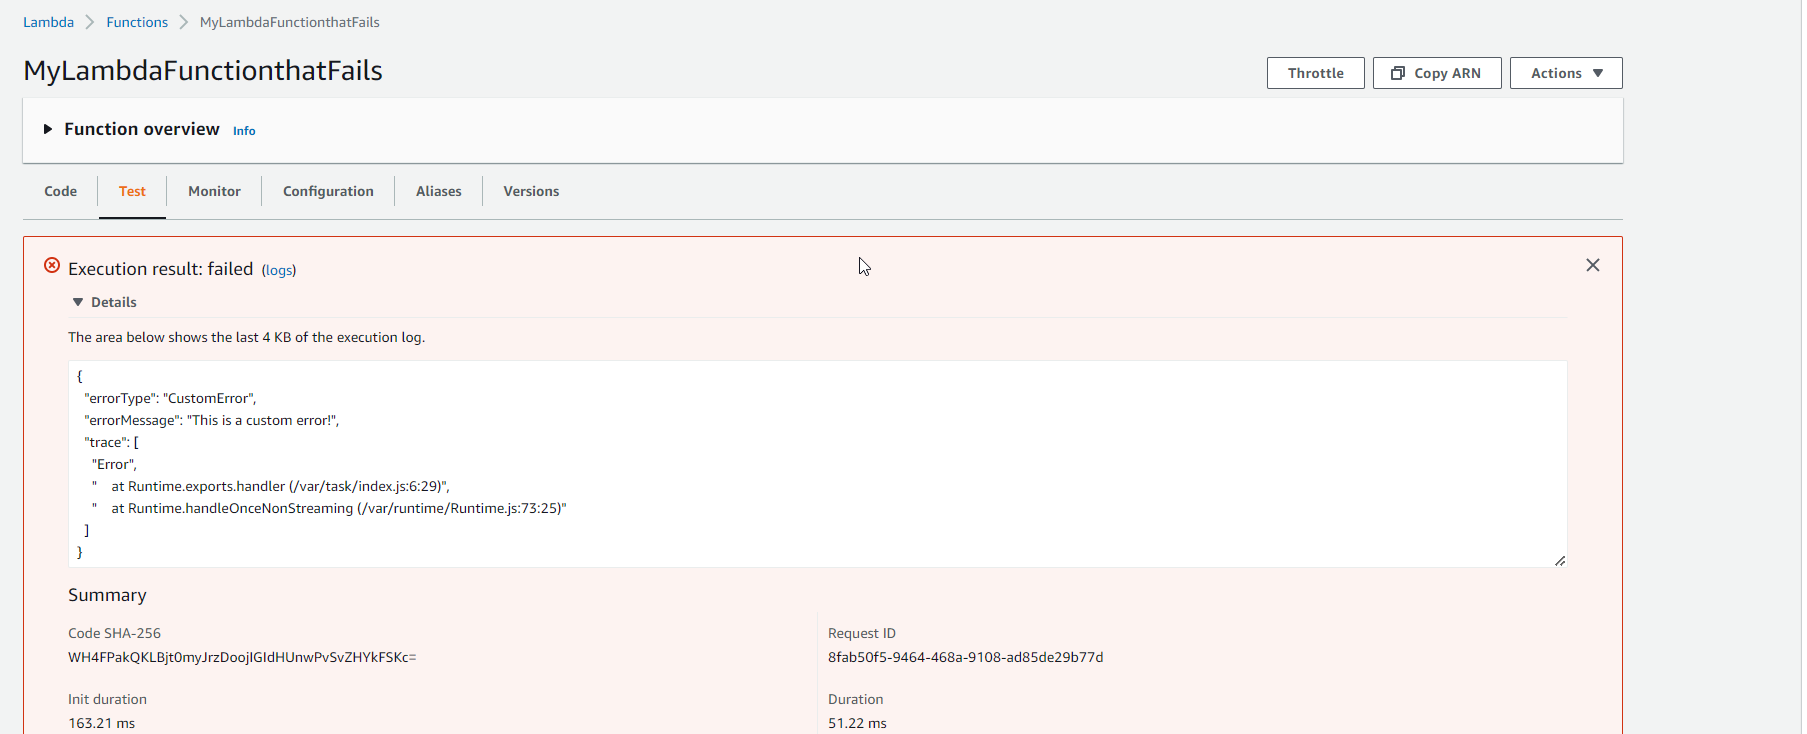 Lambda > Functions > MyLambdaFunctionthatFails
MyLambdaFunctionthatFails
Throttle Copy ARN Actions
Function overview Info
Code Test Monitor Configuration Aliases Versions
Execution result: failed (logs)
Details
The area below shows the last 4 KB of the execution log.
{
"errorType": "CustomError",
"errorMessage": "This is a custom error!",
"trace": [
"Error",
"    at Runtime.exports.handler (/var/task/index.js:6:29)",
"    at Runtime.handleOnceNonStreaming (/var/runtime/Runtime.js:73:25)"
]
}
Summary
Code SHA-256
WH4FPakQKLBjt0myJrzDoojIGIdHUnwPvSvZHYkFSKc=
Request ID
8fab50f5-9464-468a-9108-ad85de29b77d
Init duration
163.21 ms
Duration
51.22 ms